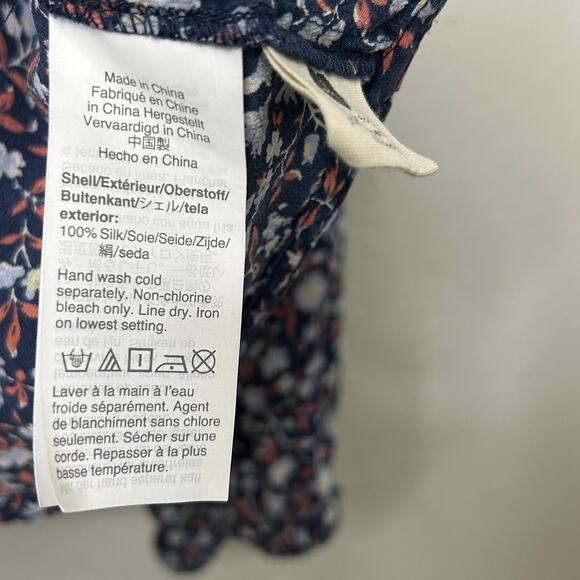 Made in China
Fabriqué en Chine
in China Hergestellt
Vervaardigd in China
中国製
Hecho en China
Shell/Extérieur/Oberstoff/
Buitenkant/シェル/tela
exterior:
100% Silk/Soie/Seide/Zijde/
絹/seda
Hand wash cold
separately. Non-chlorine
bleach only. Line dry. Iron
on lowest setting.
Laver à la main à l'eau
froide séparément. Agent
de blanchiment sans chlore
seulement. Sécher sur une
corde. Repasser à la plus
basse température.